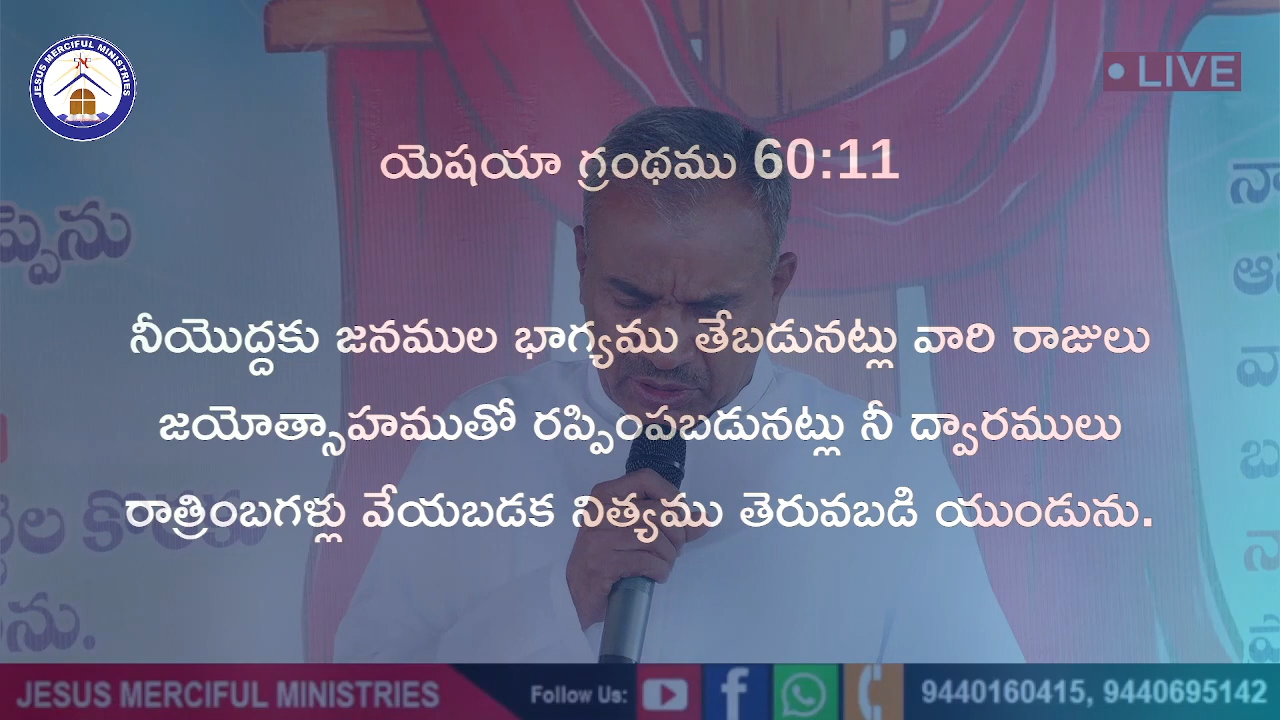 JESUS MERCIFUL MINISTRIES
LIVE
యెషయా గ్రంథము 60:11
ప్పెను
నీయొద్దకు జనముల భాగ్యము తేబడునట్లు వారి రాజులు
జయోత్సాహముతో రప్పింపబడునట్లు నీ ద్వారములు
రాత్రింబగళ్లు వేయబడక నిత్యము తెరువబడి యుండును.
JESUS MERCIFUL MINISTRIES
Follow Us:
9440160415, 9440695142